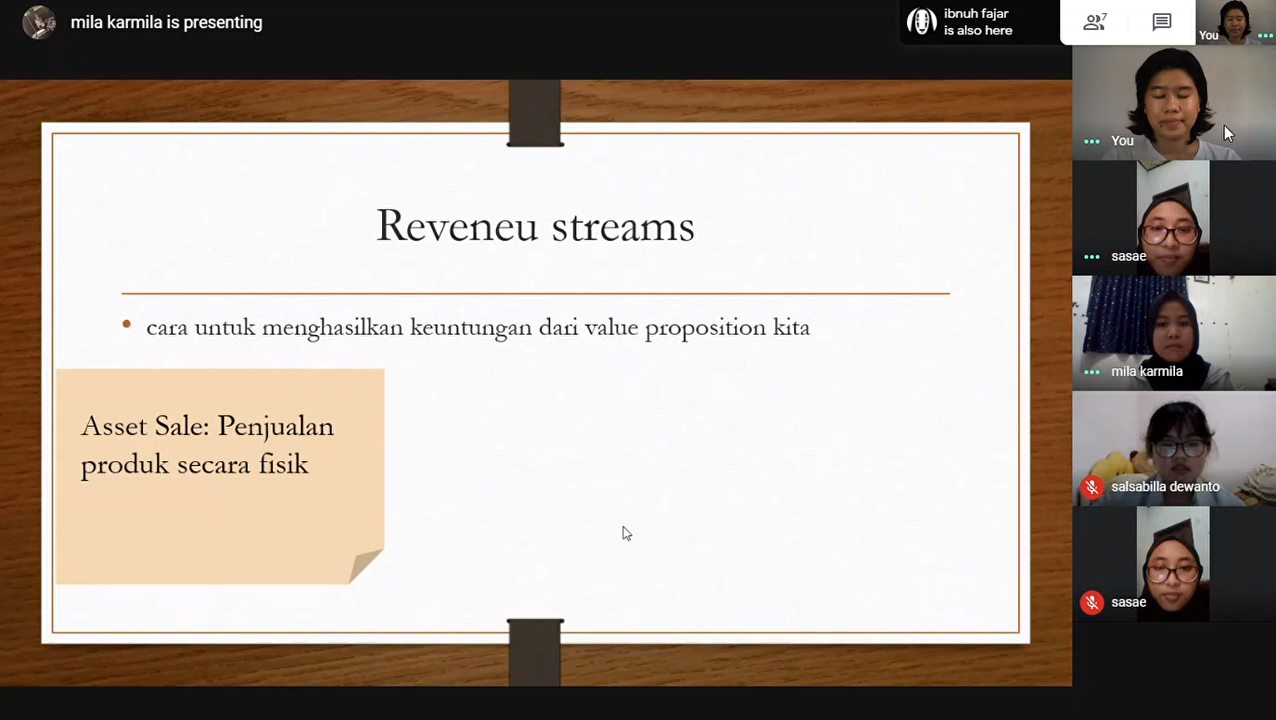 mila karmila is presenting
ibnuh fajar
is also here
7
You
You
sasae
mila karmila
salsabilla dewanto
sasae
Reveneu streams
• cara untuk menghasilkan keuntungan dari value proposition kita
Asset Sale: Penjualan
produk secara fisik